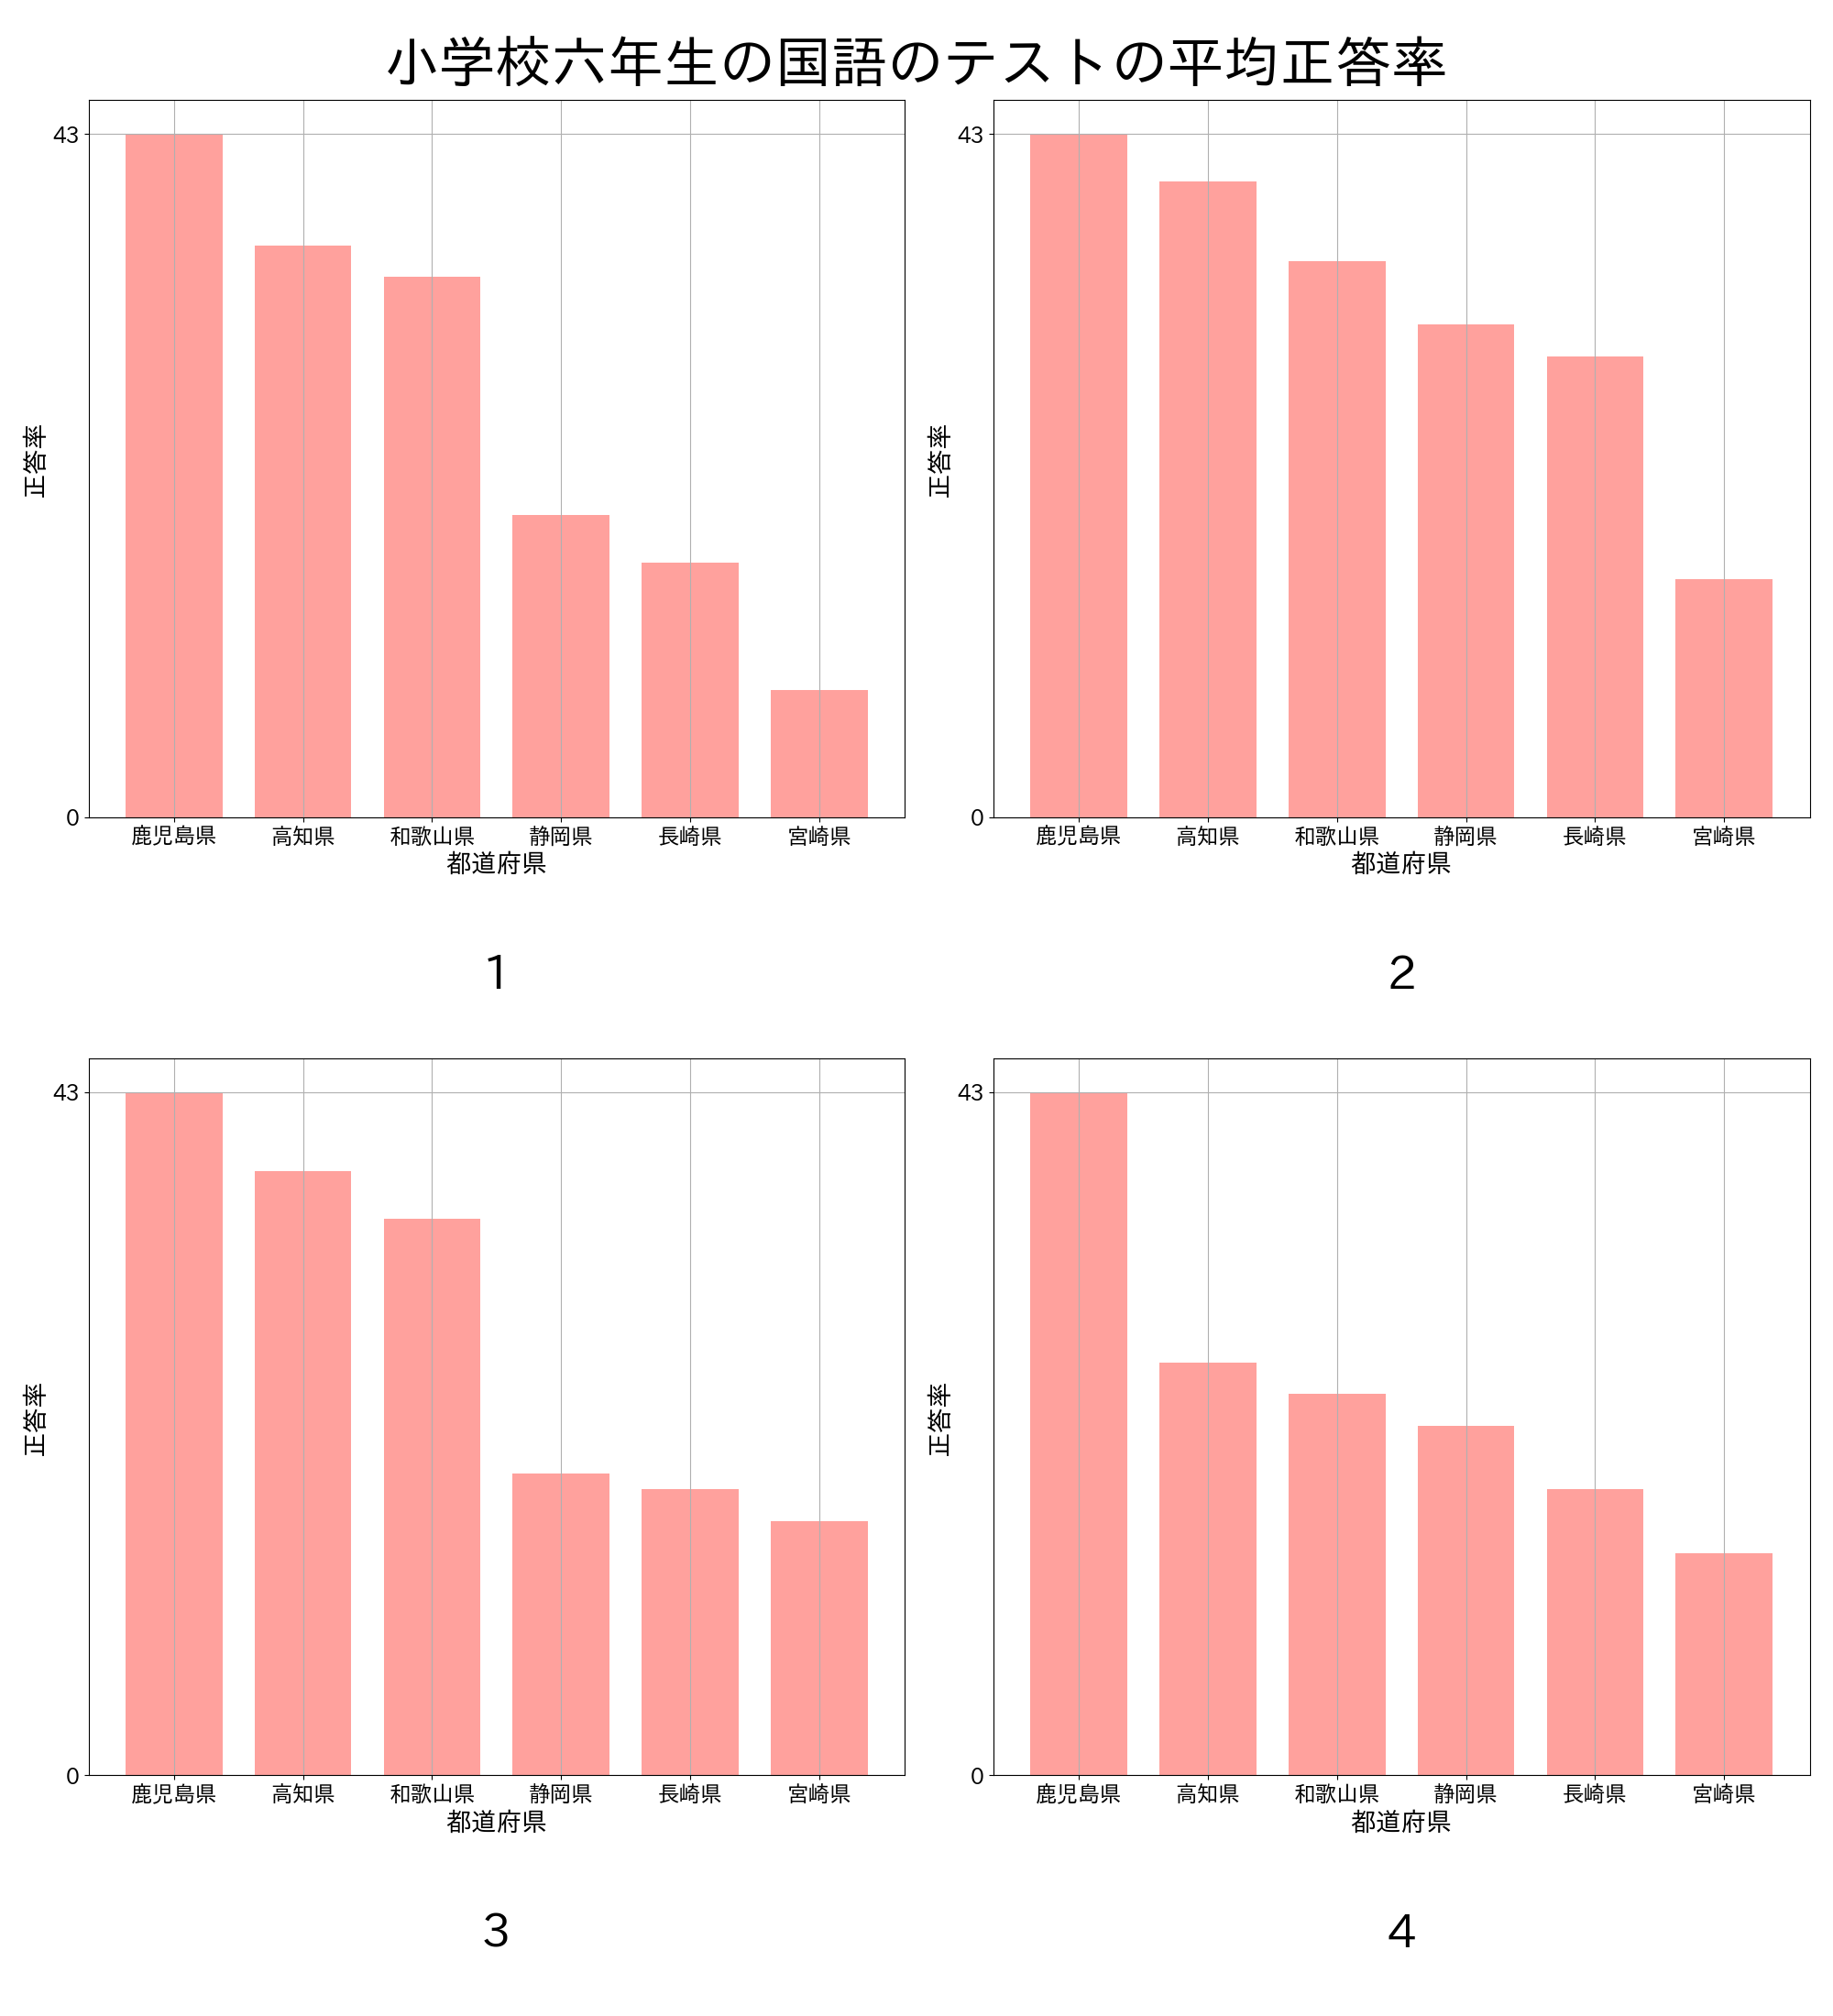 小学校六年生の国語のテストの平均正答率
43
0
正答率
鹿児島県 高知県 和歌山県 静岡県 長崎県 宮崎県
都道府県
1
43
0
正答率
鹿児島県 高知県 和歌山県 静岡県 長崎県 宮崎県
都道府県
2
43
0
正答率
鹿児島県 高知県 和歌山県 静岡県 長崎県 宮崎県
都道府県
3
43
0
正答率
鹿児島県 高知県 和歌山県 静岡県 長崎県 宮崎県
都道府県
4